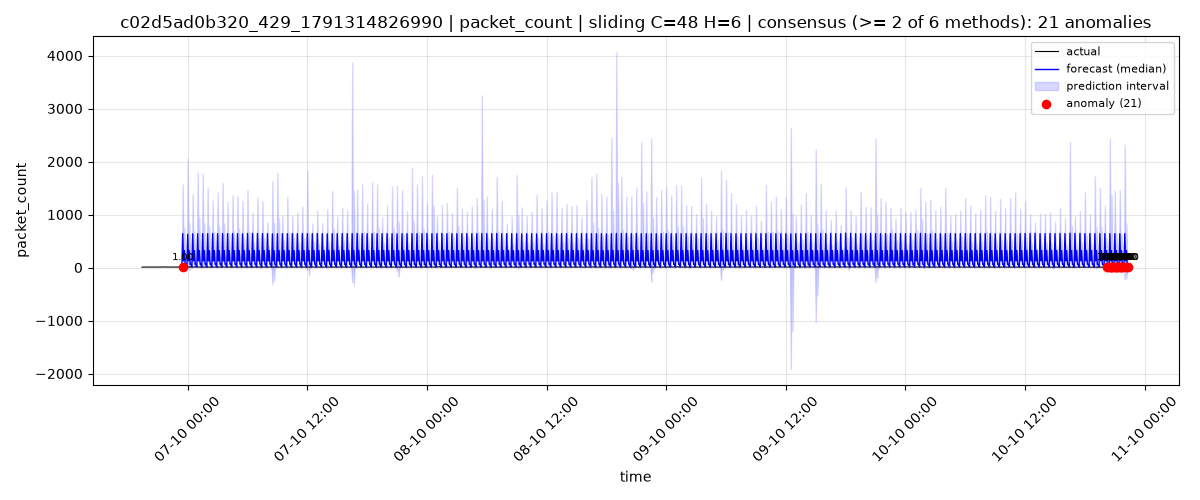 c02d5ad0b320_429_1791314826990 | packet_count | sliding C=48 H=6 | consensus (>= 2 of 6 methods): 21 anomalies
packet_count
4000
3000
2000
1000
0
−1000
−2000
actual
forecast (median)
prediction interval
anomaly (21)
07-10 00:00
07-10 12:00
08-10 00:00
08-10 12:00
09-10 00:00
09-10 12:00
10-10 00:00
10-10 12:00
11-10 00:00
time